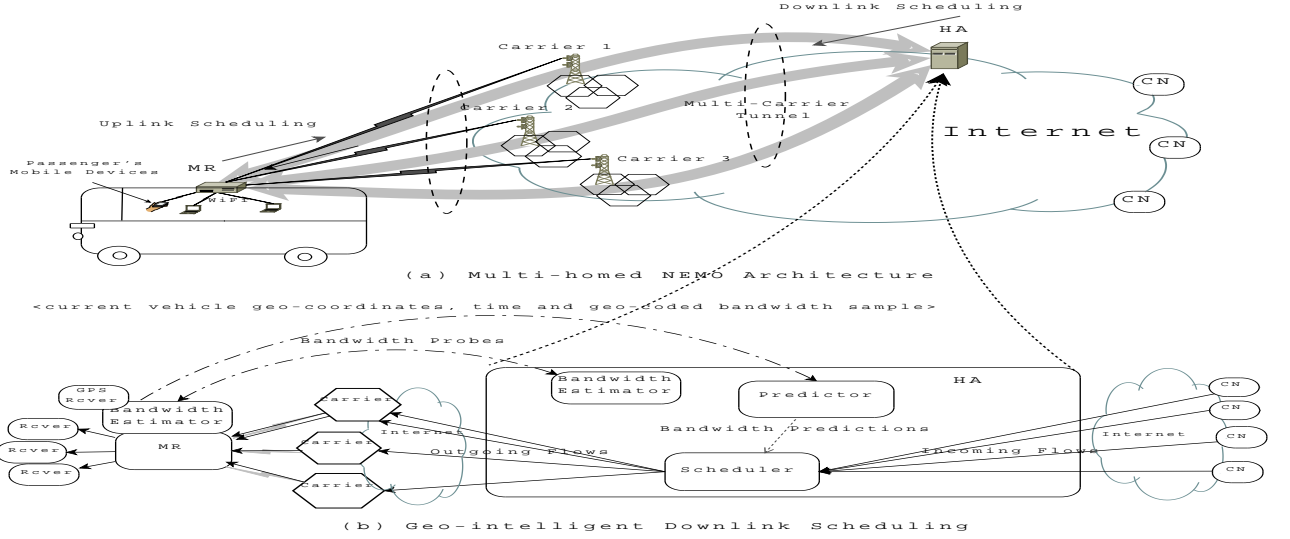 Downlink Scheduling
HA
Carrier 1
CN
Carrier 2
Multi-Carrier
Tunnel
Uplink Scheduling
Internet
CN
Carrier 3
Passenger's
Mobile Devices
MR
WiFi
CN
(a) Multi-homed NEMO Architecture
<current vehicle geo-coordinates, time and geo-coded bandwidth sample>
Bandwidth Probes
HA
Bandwidth
Estimator
Predictor
GPS
Rcver
Bandwidth
Estimator
Carrier
CN
CN
Rcver
Internet
Bandwidth Predictions
Internet
CN
MR
Carrier
Rcver
Outgoing Flows
Incoming Flows
Rcver
Scheduler
CN
Carrier
(b) Geo-intelligent Downlink Scheduling